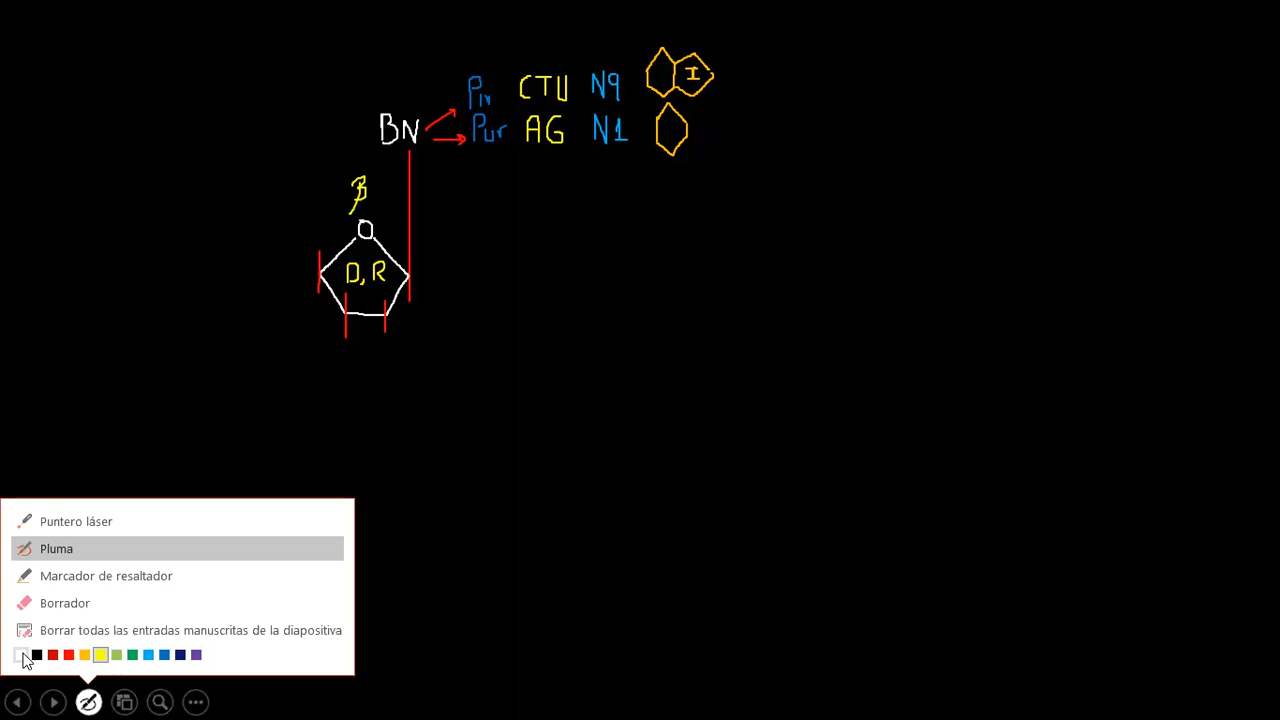 Pir CTU N9 I
BN Pur AG N1
β
O
D, R
Puntero láser
Pluma
Marcador de resaltador
Borrador
Borrar todas las entradas manuscritas de la diapositiva